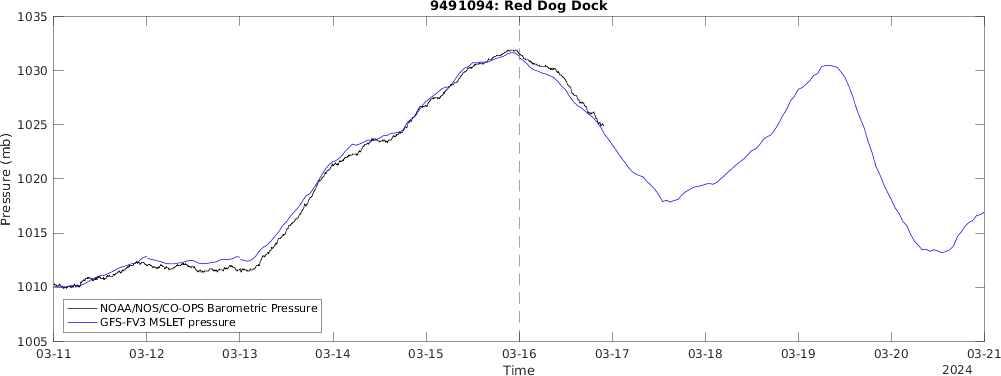 9491094: Red Dog Dock
1035
1030
1025
1020
1015
1010
1005
Pressure (mb)
NOAA/NOS/CO-OPS Barometric Pressure
GFS-FV3 MSLET pressure
03-11 03-12 03-13 03-14 03-15 03-16 03-17 03-18 03-19 03-20 03-21
Time
2024